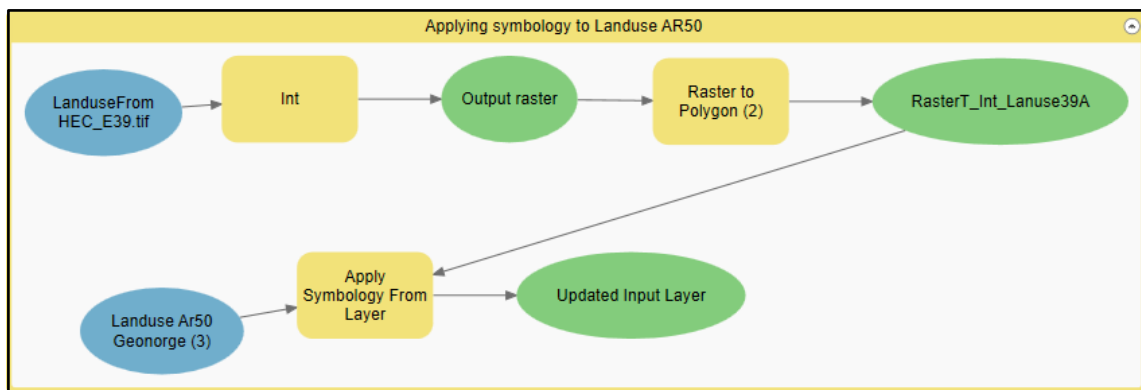 Applying symbology to Landuse AR50
LanduseFrom
HEC_E39.tif
Int
Output raster
Raster to
Polygon (2)
RasterT_Int_Lanuse39A
Apply
Symbology From
Layer
Updated Input Layer
Landuse Ar50
Geonorge (3)